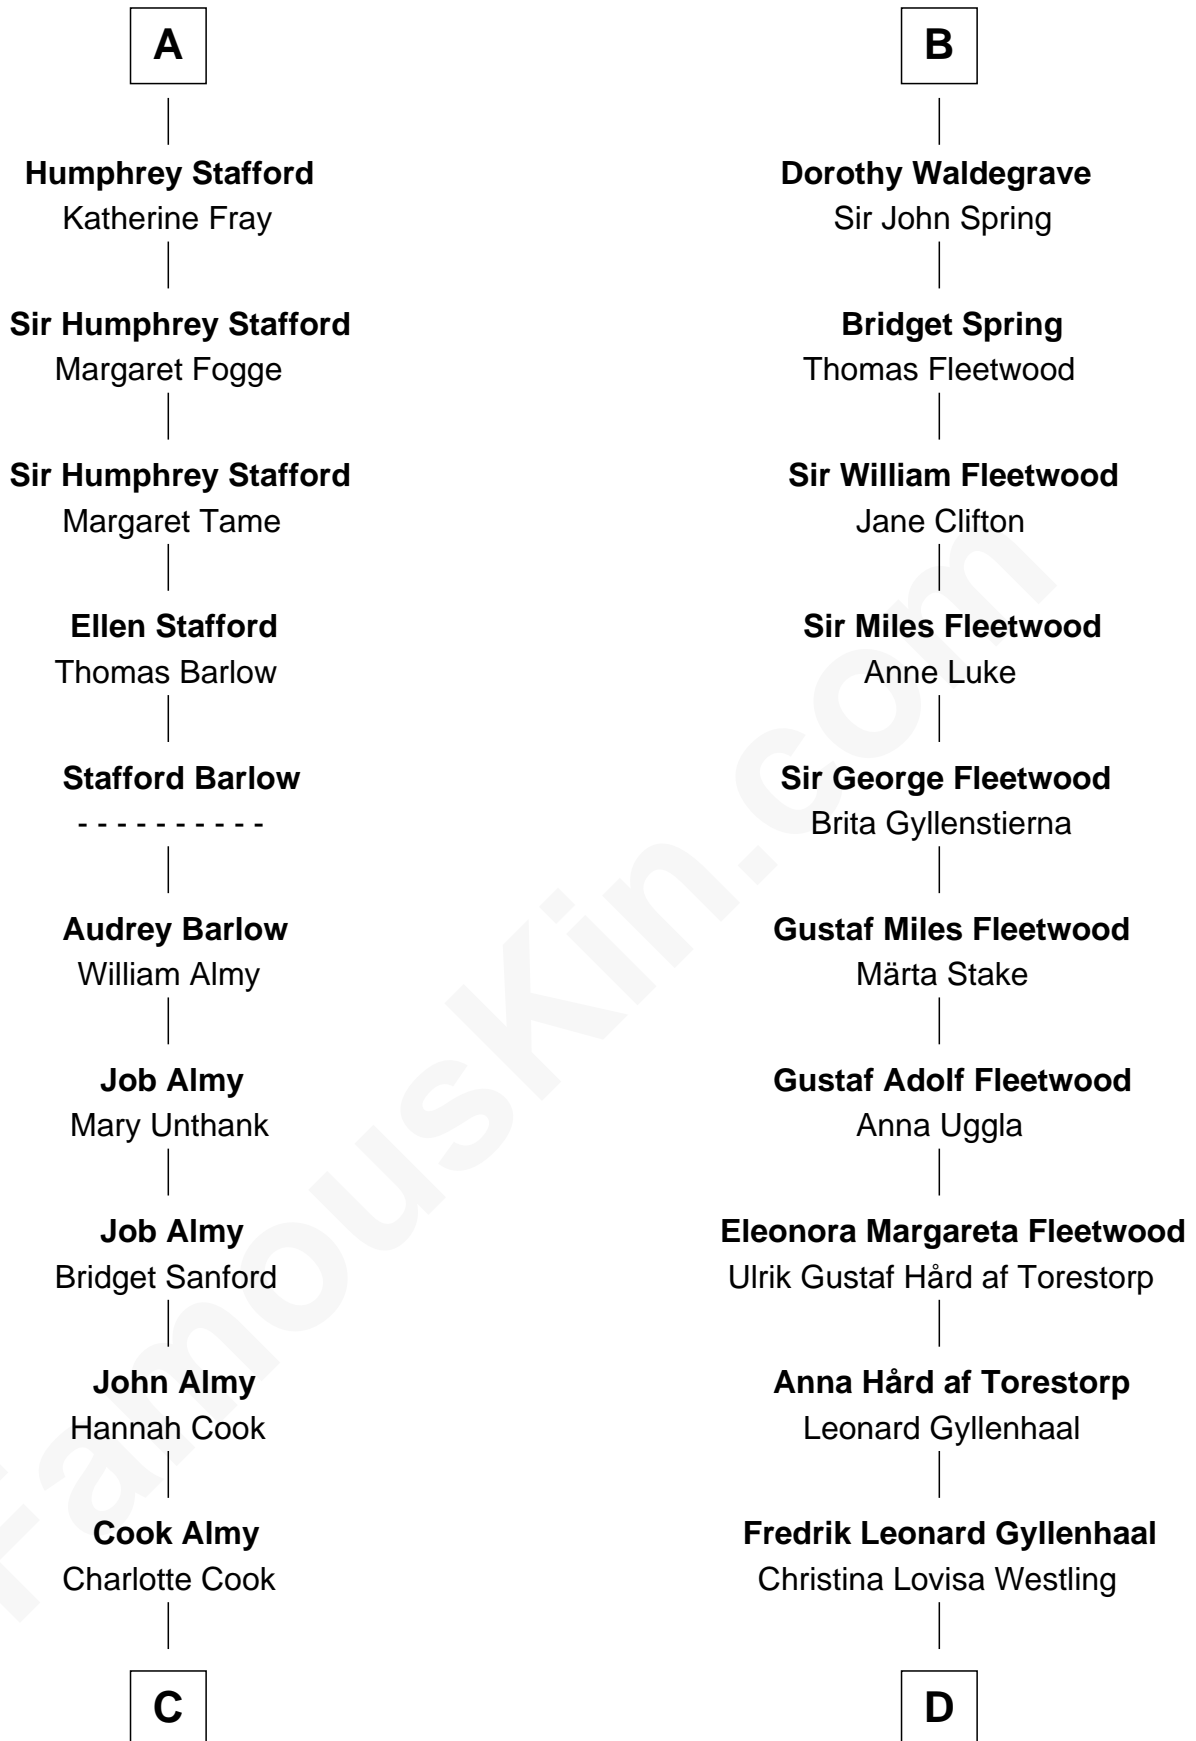 A
Humphrey Stafford
Katherine Fray
Sir Humphrey Stafford
Margaret Fogge
Sir Humphrey Stafford
Margaret Tame
Ellen Stafford
Thomas Barlow
Stafford Barlow
- - - - - - - - - -
Audrey Barlow
William Almy
Job Almy
Mary Unthank
Job Almy
Bridget Sanford
John Almy
Hannah Cook
Cook Almy
Charlotte Cook
C
B
Dorothy Waldegrave
Sir John Spring
Bridget Spring
Thomas Fleetwood
Sir William Fleetwood
Jane Clifton
Sir Miles Fleetwood
Anne Luke
Sir George Fleetwood
Brita Gyllenstierna
Gustaf Miles Fleetwood
Märta Stake
Gustaf Adolf Fleetwood
Anna Uggla
Eleonora Margareta Fleetwood
Ulrik Gustaf Hård af Torestorp
Anna Hård af Torestorp
Leonard Gyllenhaal
Fredrik Leonard Gyllenhaal
Christina Lovisa Westling
D
FamousKin.com